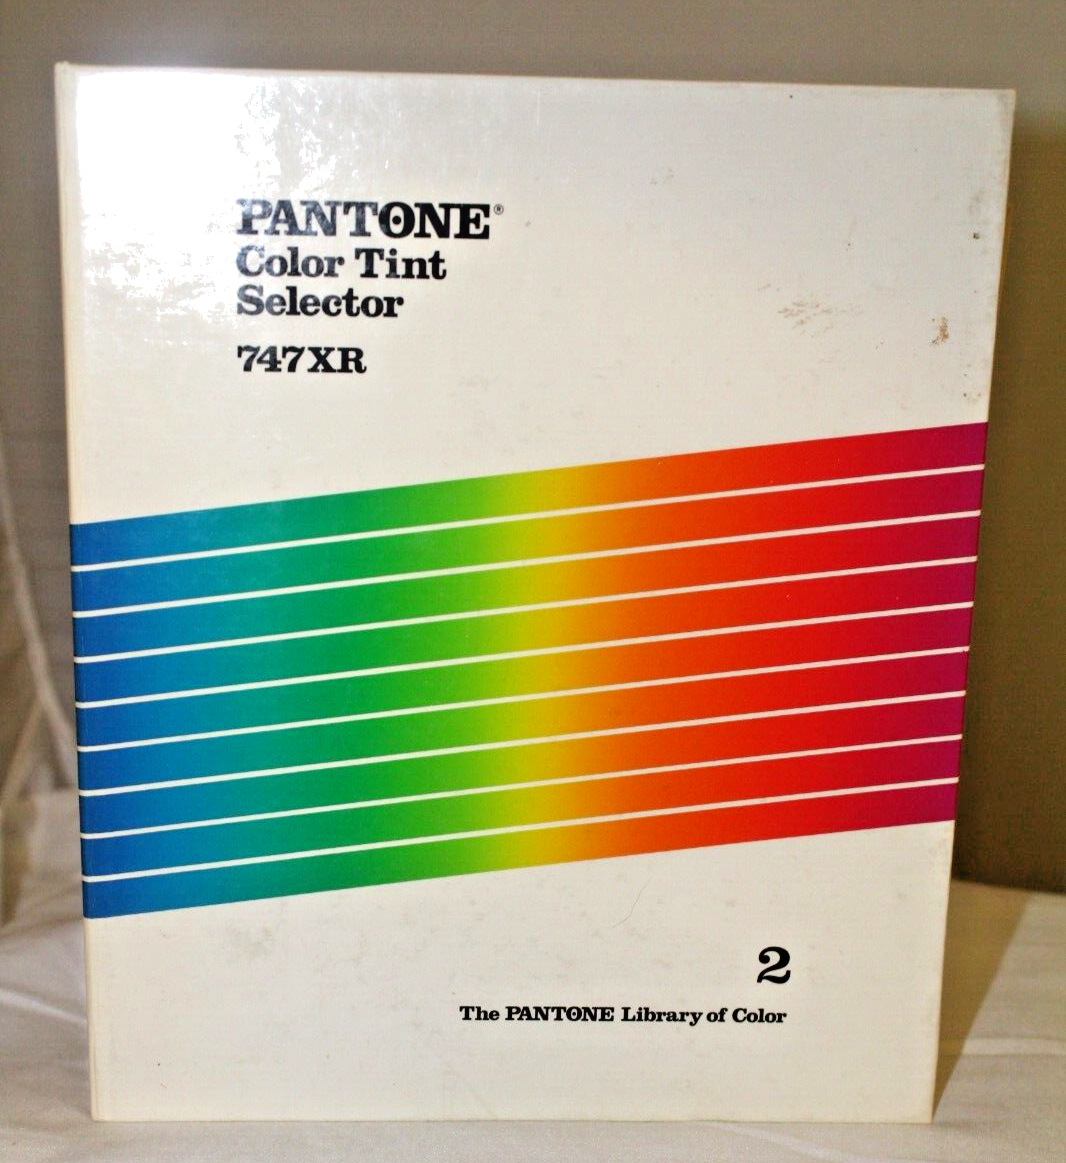 PANTONE®
Color Tint
Selector
747XR
2
The PANTONE Library of Color